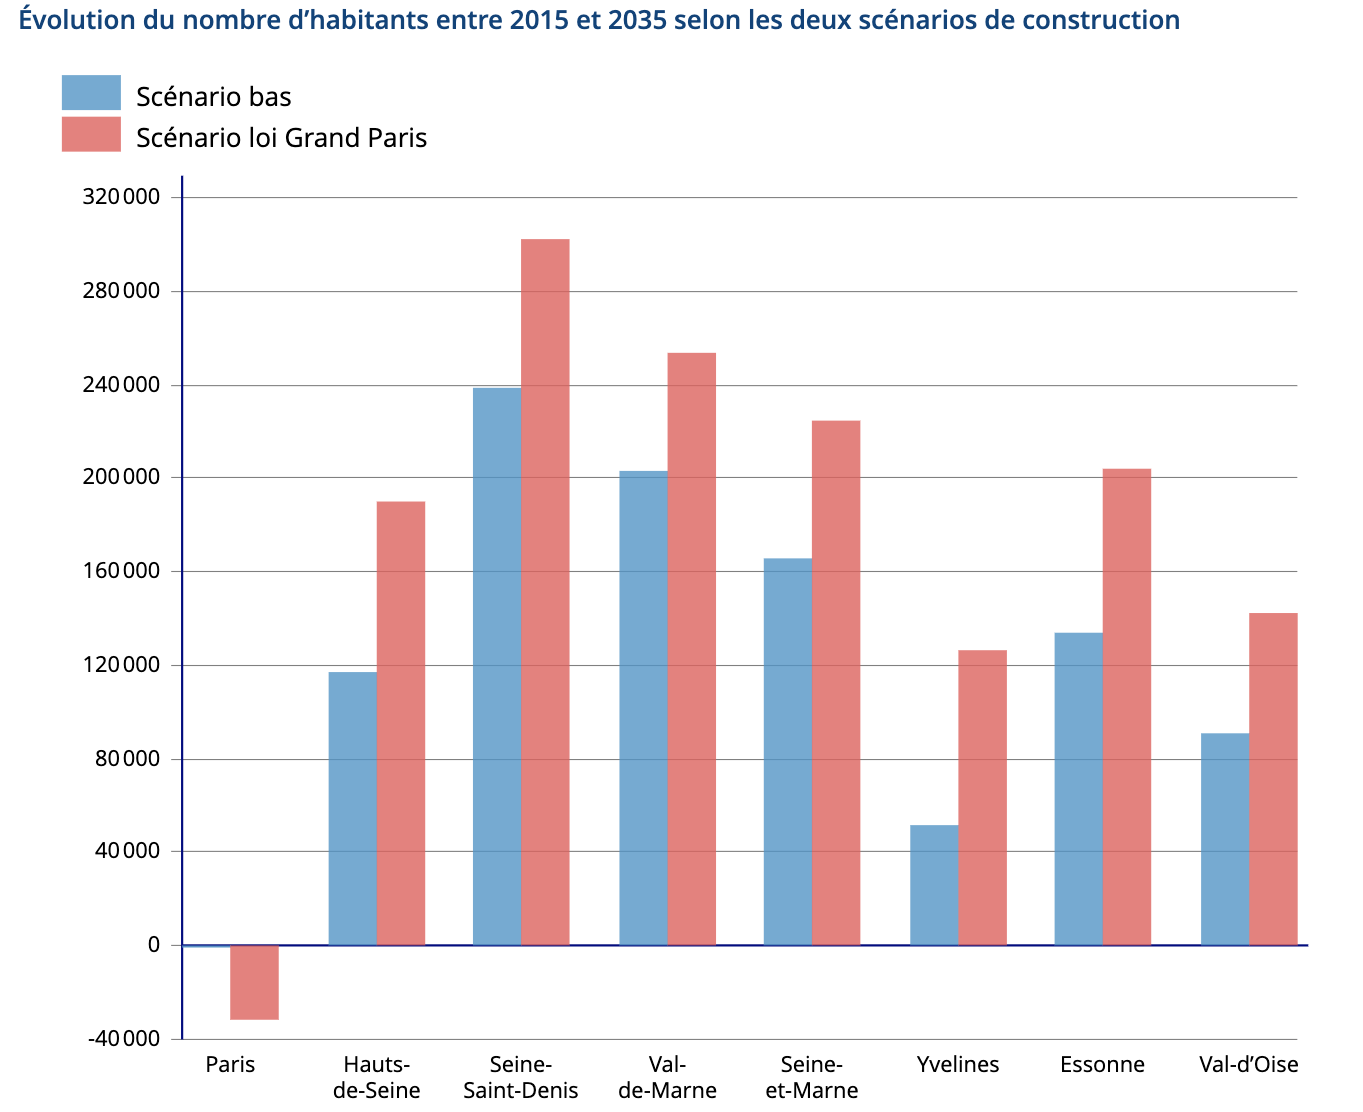 Évolution du nombre d’habitants entre 2015 et 2035 selon les deux scénarios de construction
Scénario bas
Scénario loi Grand Paris
320 000
280 000
240 000
200 000
160 000
120 000
80 000
40 000
0
-40 000
Paris
Hauts-
de-Seine
Seine-
Saint-Denis
Val-
de-Marne
Seine-
et-Marne
Yvelines
Essonne
Val-d’Oise